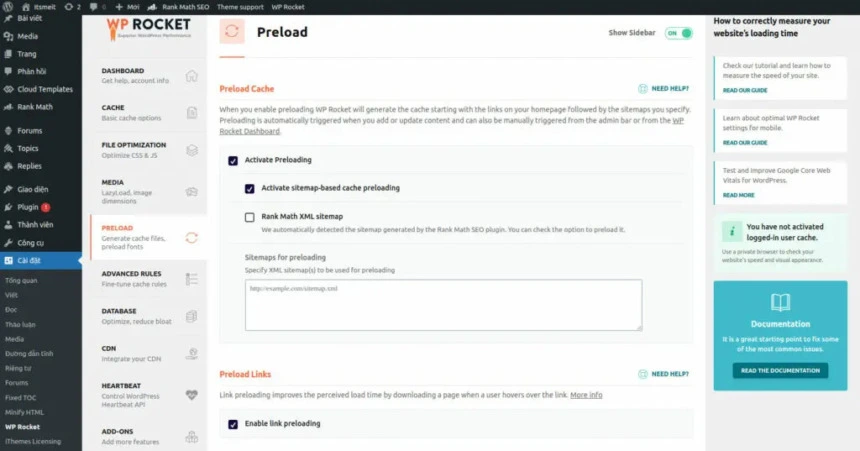 Itsmeit
2
0
Mới
Rank Math SEO
Theme support
WP Rocket
Bài viết
Media
Trang
Phản hồi
Cloud Templates
Rank Math
Forums
Topics
Replies
Giao diện
Plugin 1
Thành viên
Công cụ
Cài đặt
Tổng quan
Viết
Đọc
Thảo luận
Media
Đường dẫn tĩnh
Riêng tư
Forums
Fixed TOC
Minify HTML
WP Rocket
iThemes Licensing
WP ROCKET
Superior WordPress Performance
DASHBOARD
Get help, account info
CACHE
Basic cache options
FILE OPTIMIZATION
Optimize CSS & JS
MEDIA
LazyLoad, image
dimensions
PRELOAD
Generate cache files,
preload fonts
ADVANCED RULES
Fine-tune cache rules
DATABASE
Optimize, reduce bloat
CDN
Integrate your CDN
HEARTBEAT
Control WordPress
Heartbeat API
ADD-ONS
Add more features
Preload
Show Sidebar
ON
Preload Cache
NEED HELP?
When you enable preloading WP Rocket will generate the cache starting with the links on your homepage followed by the sitemaps you specify.
Preloading is automatically triggered when you add or update content and can also be manually triggered from the admin bar or from the WP
Rocket Dashboard.
Activate Preloading
Activate sitemap-based cache preloading
Rank Math XML sitemap
We automatically detected the sitemap generated by the Rank Math SEO plugin. You can check the option to preload it.
Sitemaps for preloading
Specify XML sitemap(s) to be used for preloading
http://example.com/sitemap.xml
Preload Links
NEED HELP?
Link preloading improves the perceived load time by downloading a page when a user hovers over the link. More info
Enable link preloading
How to correctly measure your
website's loading time
Check our tutorial and learn how to
measure the speed of your site.
READ OUR GUIDE
Learn about optimal WP Rocket
settings for mobile.
READ OUR GUIDE
Test and Improve Google Core Web
Vitals for WordPress.
READ MORE
You have not activated
logged-in user cache.
Use a private browser to check your
website's speed and visual appearance.
Documentation
It is a great starting point to fix some
of the most common issues.
READ THE DOCUMENTATION